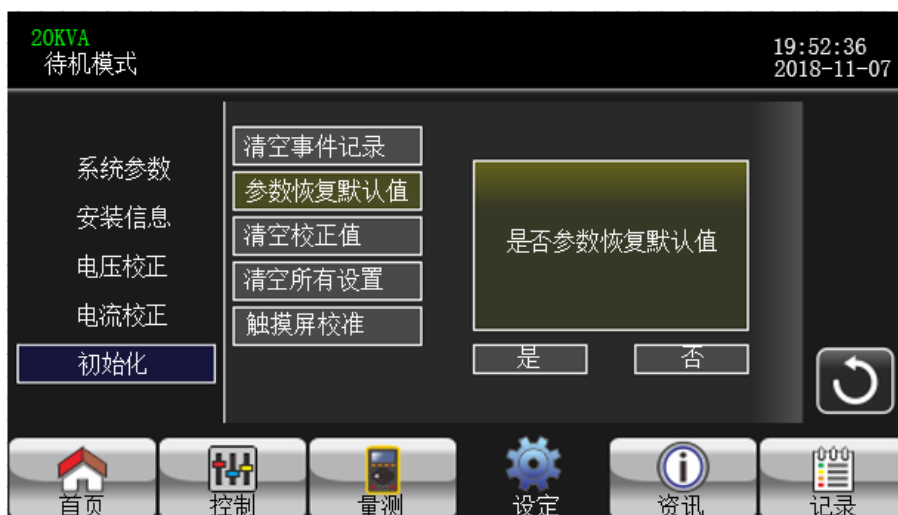 20KVA
待机模式
19:52:36
2018-11-07
系统参数
安装信息
电压校正
电流校正
初始化
清空事件记录
参数恢复默认值
清空校正值
清空所有设置
触摸屏校准
是否参数恢复默认值
是
否
首页
控制
量测
设定
资讯
记录